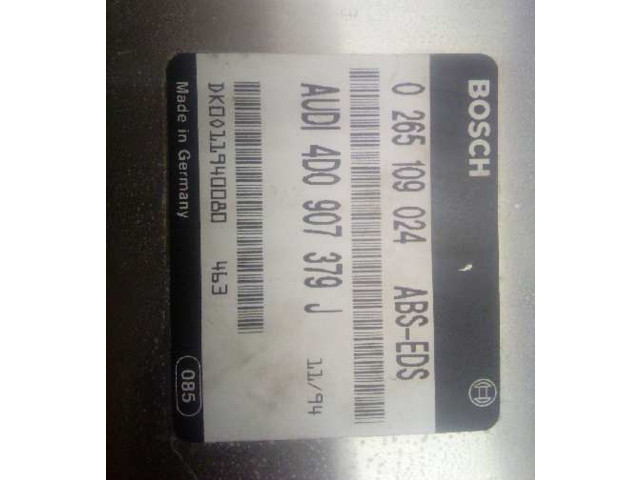 BOSCH
0 265 109 024 ABS-EDS
AUDI 4D0 907 379 J 11/94
DK0011940080 463
Made in Germany 085